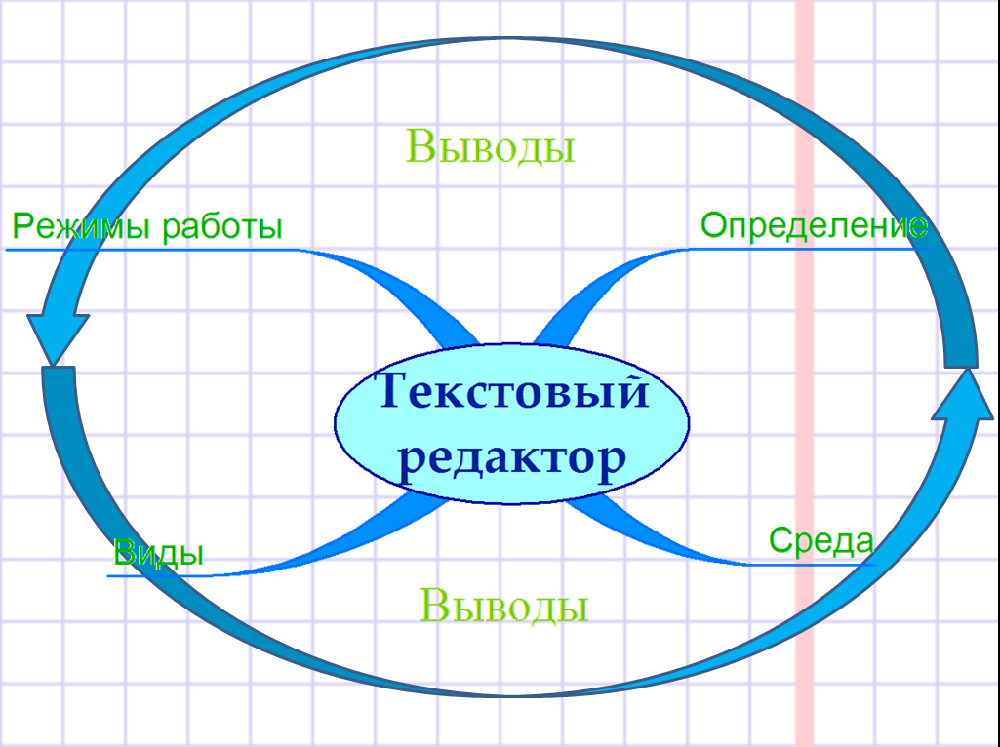 Выводы
Режимы работы
Определение
Текстовый
редактор
Виды
Среда
Выводы